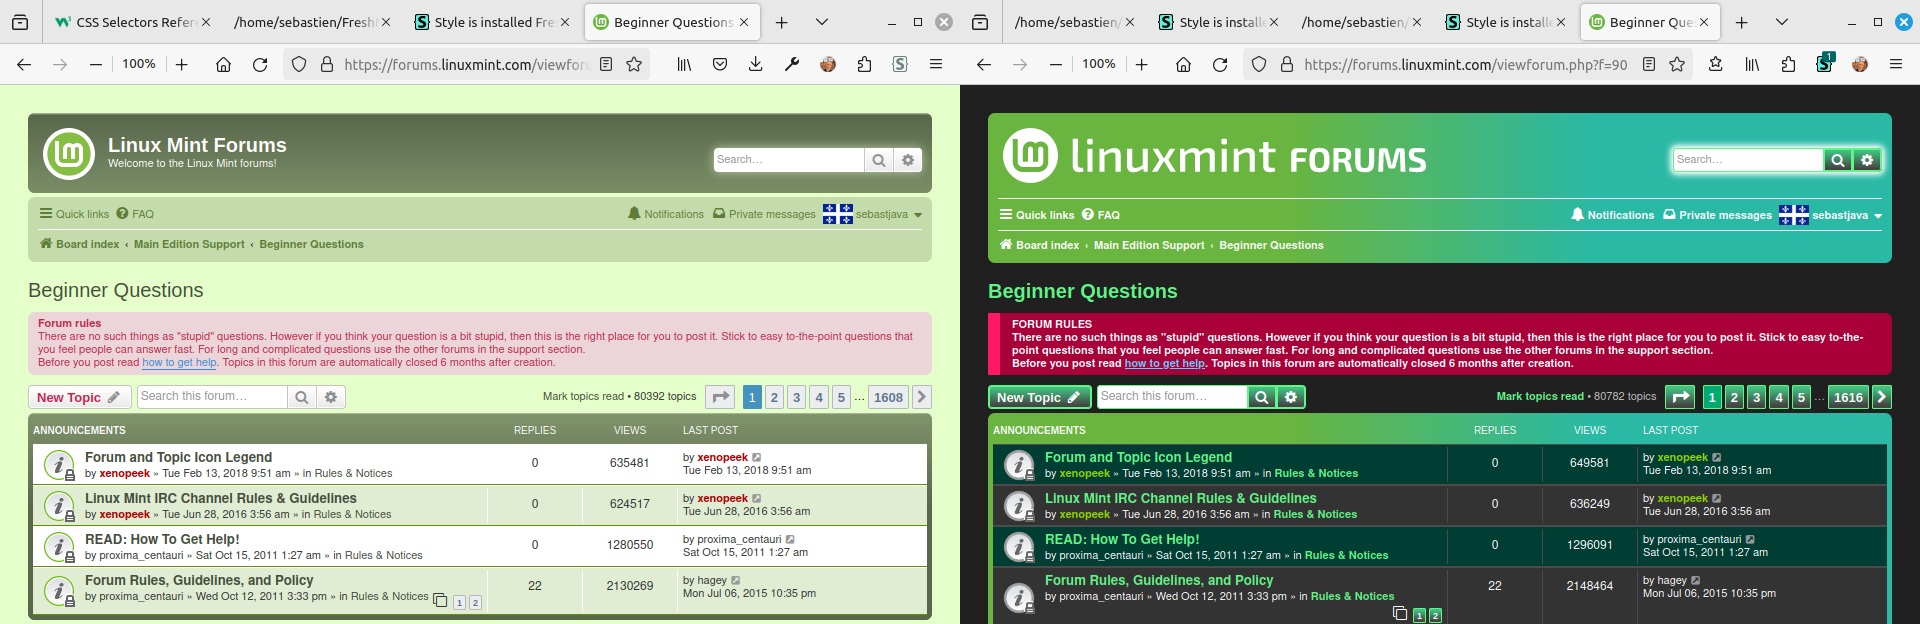 CSS Selectors Refer
/home/sebastien/Fresh
Style is installed Fre
Beginner Questions
100%
https://forums.linuxmint.com/viewforu
Linux Mint Forums
Welcome to the Linux Mint forums!
Search…
Quick links FAQ
Notifications Private messages sebastjava
Board index ‹ Main Edition Support ‹ Beginner Questions
Beginner Questions
Forum rules
There are no such things as "stupid" questions. However if you think your question is a bit stupid, then this is the right place for you to post it. Stick to easy to-the-point questions that
you feel people can answer fast. For long and complicated questions use the other forums in the support section.
Before you post read how to get help. Topics in this forum are automatically closed 6 months after creation.
New Topic Search this forum… Mark topics read • 80392 topics 1 2 3 4 5 … 1608
ANNOUNCEMENTS REPLIES VIEWS LAST POST
Forum and Topic Icon Legend 0 635481 by xenopeek
by xenopeek » Tue Feb 13, 2018 9:51 am » in Rules & Notices Tue Feb 13, 2018 9:51 am
Linux Mint IRC Channel Rules & Guidelines 0 624517 by xenopeek
by xenopeek » Tue Jun 28, 2016 3:56 am » in Rules & Notices Tue Jun 28, 2016 3:56 am
READ: How To Get Help! 0 1280550 by proxima_centauri
by proxima_centauri » Sat Oct 15, 2011 1:27 am » in Rules & Notices Sat Oct 15, 2011 1:27 am
Forum Rules, Guidelines, and Policy 22 2130269 by hagey
by proxima_centauri » Wed Oct 12, 2011 3:33 pm » in Rules & Notices 1 2 Mon Jul 06, 2015 10:35 pm
/home/sebastien/
Style is installe
/home/sebastien/
Style is installe
Beginner Que
100%
https://forums.linuxmint.com/viewforum.php?f=90
1
linuxmint FORUMS
Search…
Quick links FAQ
Notifications Private messages sebastjava
Board index ‹ Main Edition Support ‹ Beginner Questions
Beginner Questions
FORUM RULES
There are no such things as "stupid" questions. However if you think your question is a bit stupid, then this is the right place for you to post it. Stick to easy to-the-
point questions that you feel people can answer fast. For long and complicated questions use the other forums in the support section.
Before you post read how to get help. Topics in this forum are automatically closed 6 months after creation.
New Topic Search this forum… Mark topics read • 80782 topics 1 2 3 4 5 … 1616
ANNOUNCEMENTS REPLIES VIEWS LAST POST
Forum and Topic Icon Legend 0 649581 by xenopeek
by xenopeek » Tue Feb 13, 2018 9:51 am » in Rules & Notices Tue Feb 13, 2018 9:51 am
Linux Mint IRC Channel Rules & Guidelines 0 636249 by xenopeek
by xenopeek » Tue Jun 28, 2016 3:56 am » in Rules & Notices Tue Jun 28, 2016 3:56 am
READ: How To Get Help! 0 1296091 by proxima_centauri
by proxima_centauri » Sat Oct 15, 2011 1:27 am » in Rules & Notices Sat Oct 15, 2011 1:27 am
Forum Rules, Guidelines, and Policy 22 2148464 by hagey
by proxima_centauri » Wed Oct 12, 2011 3:33 pm » in Rules & Notices Mon Jul 06, 2015 10:35 pm
1 2